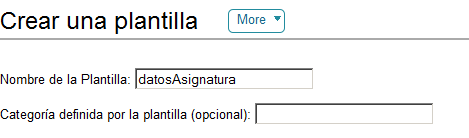 Crear una plantilla More
Nombre de la Plantilla: datosAsignatura
Categoría definida por la plantilla (opcional):